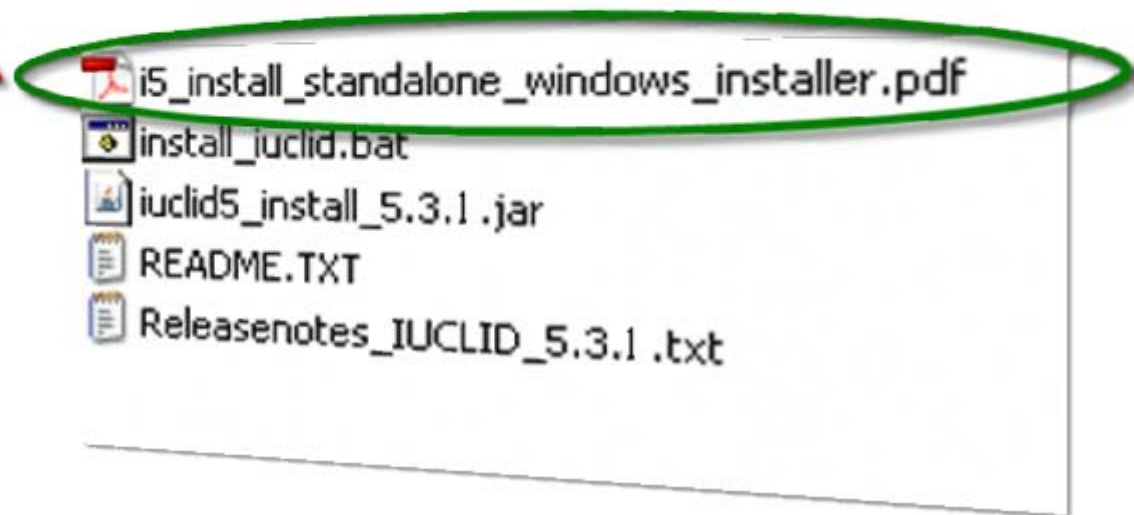 i5_install_standalone_windows_installer.pdf
install_iuclid.bat
iuclid5_install_5.3.1.jar
README.TXT
Releasenotes_IUCLID_5.3.1.txt